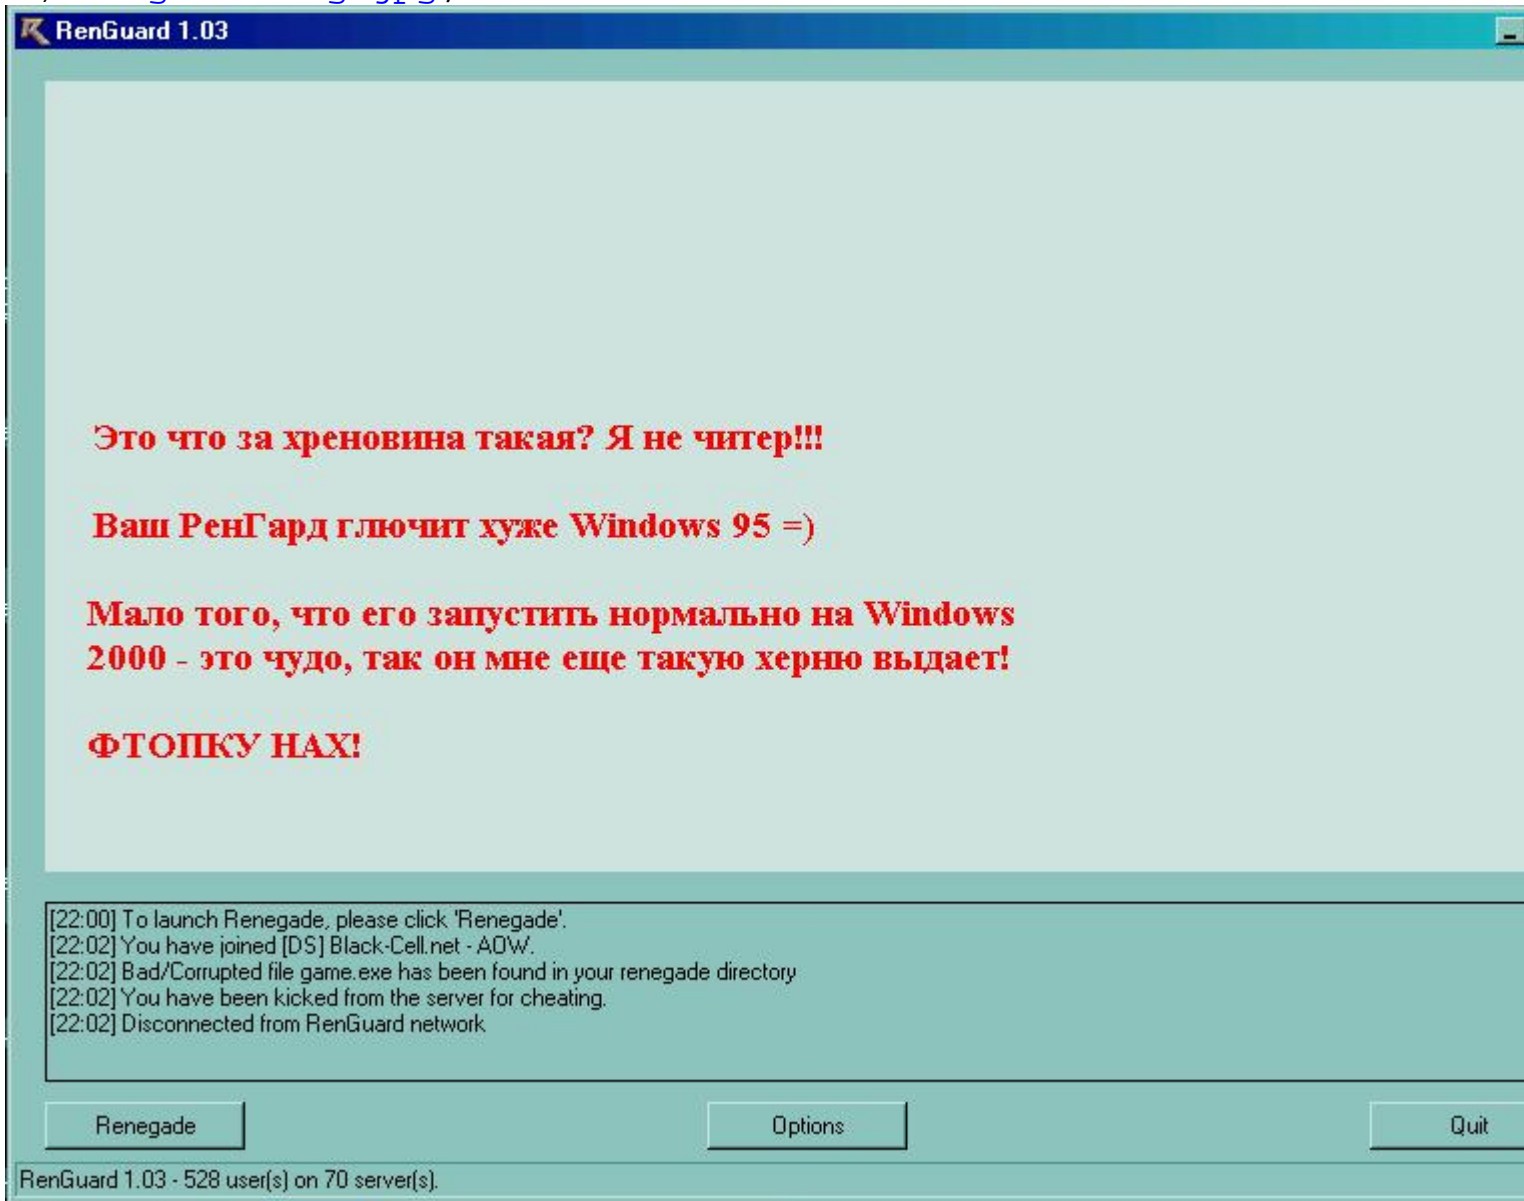 RenGuard 1.03
Это что за хреновина такая? Я не читер!!!
Ваш РенГард глючит хуже Windows 95 =)
Мало того, что его запустить нормально на Windows
2000 - это чудо, так он мне еще такую херню выдает!
ФТОПКУ НАХ!
[22:00] To launch Renegade, please click 'Renegade'.
[22:02] You have joined [DS] Black-Cell.net - AOW.
[22:02] Bad/Corrupted file game.exe has been found in your renegade directory
[22:02] You have been kicked from the server for cheating.
[22:02] Disconnected from RenGuard network
Renegade
Options
Quit
RenGuard 1.03 - 528 user(s) on 70 server(s).